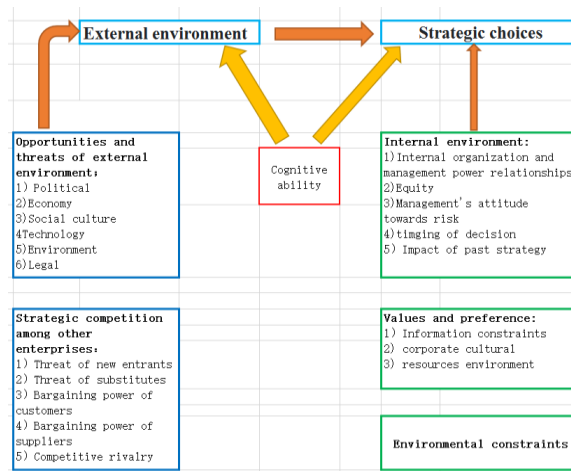 External environment
Strategic choices
Opportunities and
threats of external
environment;
1) Political
2)Economy
3)Social culture
4Technology
5)Environment
6)Legal
Cognitive
ability
Internal environment:
1)Internal organization and
management power relationships
2)Equity
3)Management's attitude
towards risk
4)timging of decision
5) Impact of past strategy
Strategic competition
among other
enterprises:
1) Threat of new entrants
2) Threat of substitutes
3) Bargaining power of
customers
4) Bargaining power of
suppliers
5) Competitive rivalry
Values and preference:
1) Information constraints
2) corporate cultural
3) resources environment
Environmental constraints